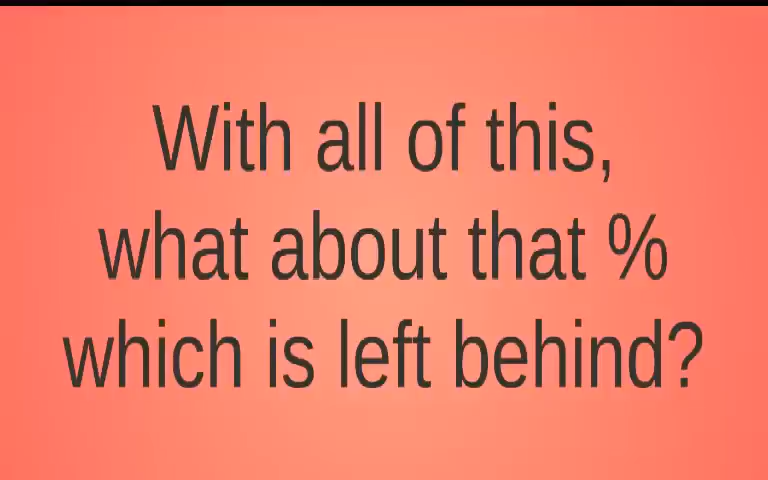 With all of this,
what about that %
which is left behind?